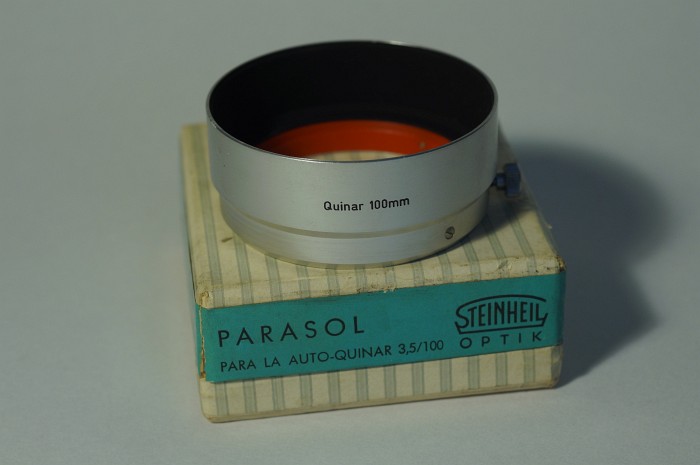 Quinar 100mm
PARASOL
PARA LA AUTO-QUINAR 3,5/100
STEINHEIL
OPTIK